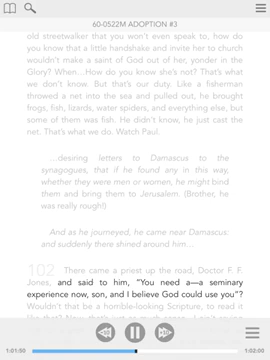 60-0522M ADOPTION #3
old streetwalker that you won't even speak to, how do
you know that a little handshake and invite her to church
wouldn't make a saint of God out of her, yonder in the
Glory? When…How do you know she's not? That's what
we don't know. But that's our duty. Like a fisherman
throwed a net into the sea and pulled out, he brought
frogs, fish, lizards, water spiders, and everything else, but
some of them was fish. He didn't know, he just cast the
net. That's what we do. Watch Paul.
…desiring letters to Damascus to the
synagogues, that if he found any in this way,
whether they were men or women, he might bind
them and bring them to Jerusalem. (Brother, he
was really rough!)
And as he journeyed, he came near Damascus:
and suddenly there shined around him…
102 There came a priest up the road, Doctor F. F.
Jones, and said to him, "You need a—a seminary
experience now, son, and I believe God could use you"?
Wouldn't that be a horrible-looking Scripture, to read it
1:01:50
1:02:00